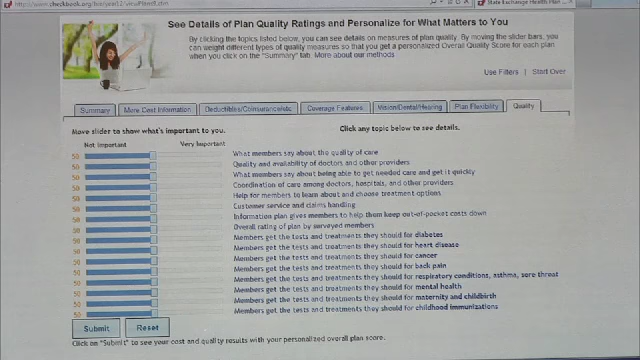 http://www.checkbook.org/
State Exchange Health Plan
See Details of Plan Quality Ratings and Personalize for What Matters to You
By clicking the topics listed below, you can see details on measures of plan quality. By moving the slider bars, you
can weight different types of quality measures so that you get a personalized Overall Quality Score for each plan
when you click on the "Summary" tab. More about our methods
Use Filters | Start Over
Summary More Cost Information Deductibles/Coinsurance/etc Coverage Features Vision/Dental/Hearing Plan Flexibility Quality
Move slider to show what's important to you. Click any topic below to see details.
Not Important Very Important
50 What members say about the quality of care
50 Quality and availability of doctors and other providers
50 What members say about being able to get needed care and get it quickly
50 Coordination of care among doctors, hospitals, and other providers
50 Help for members to learn about and choose treatment options
50 Customer service and claims handling
50 Information plan gives members to help them keep out-of-pocket costs down
50 Overall rating of plan by surveyed members
50 Members get the tests and treatments they should for diabetes
50 Members get the tests and treatments they should for heart disease
50 Members get the tests and treatments they should for cancer
50 Members get the tests and treatments they should for back pain
50 Members get the tests and treatments they should for respiratory conditions, asthma, sore throat
50 Members get the tests and treatments they should for mental health
50 Members get the tests and treatments they should for maternity and childbirth
50 Members get the tests and treatments they should for childhood immunizations
Submit Reset
Click on "Submit" to see your cost and quality results with your personalized overall plan score.